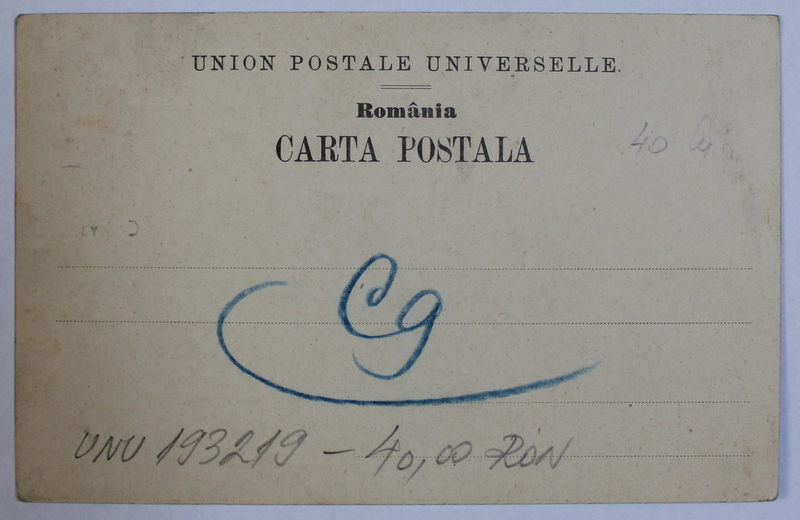 UNION POSTALE UNIVERSELLE.
România
CARTA POSTALA
40 lei
Cg
UNU 193219 – 40,00 RON